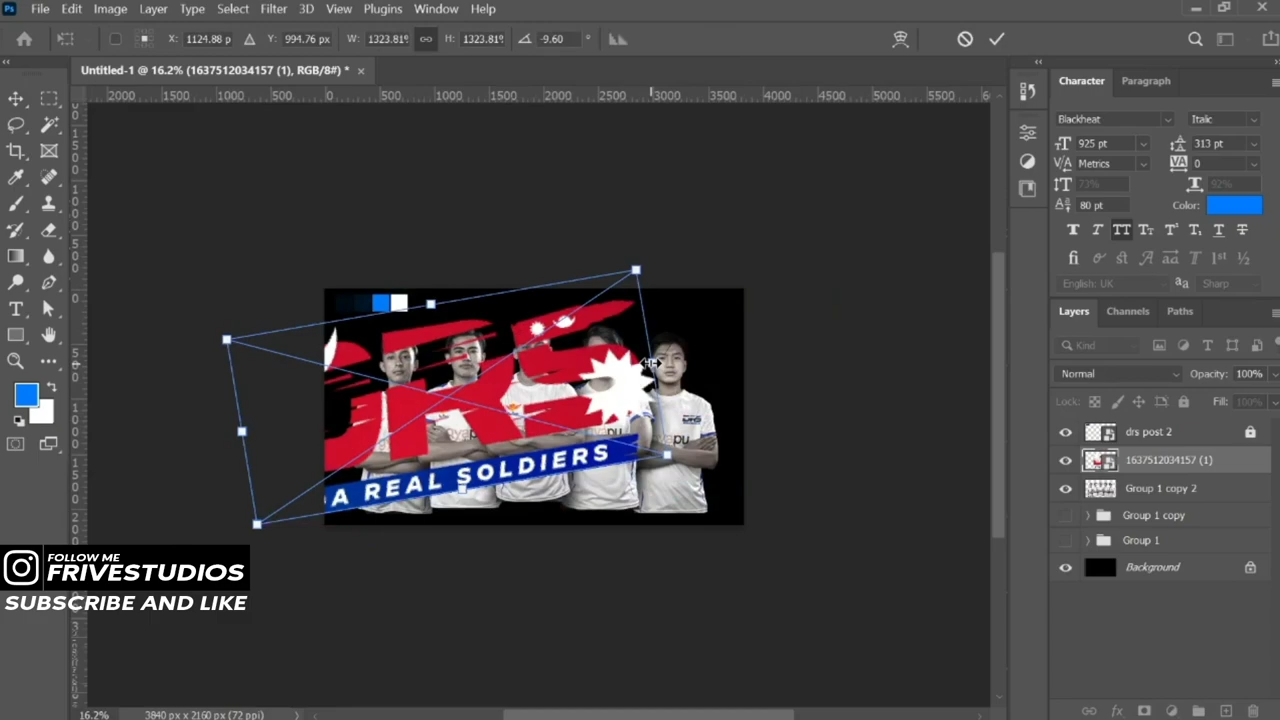 Ps File Edit Image Layer Type Select Filter 3D View Plugins Window Help
X: 1124.88 p Y: 994.76 px W: 1323.81% H: 1323.81% -9.60 °
Untitled-1 @ 16.2% (1637512034157 (1), RGB/8#) * ×
2000 1500 1000 500 0 500 1000 1500 2000 2500 3000 3500 4000 4500 5000 5500
Character Paragraph
Blackheat Italic
925 pt 313 pt
Metrics 0
73% 92%
80 pt Color:
English: UK Sharp
Layers Channels Paths
Kind
Normal Opacity: 100%
Lock: Fill: 100%
drs post 2
1637512034157 (1)
Group 1 copy 2
Group 1 copy
Group 1
Background
A REAL SOLDIERS
FOLLOW ME
FRIVESTUDIOS
SUBSCRIBE AND LIKE
16.2% 3840 px x 2160 px (72 ppi)